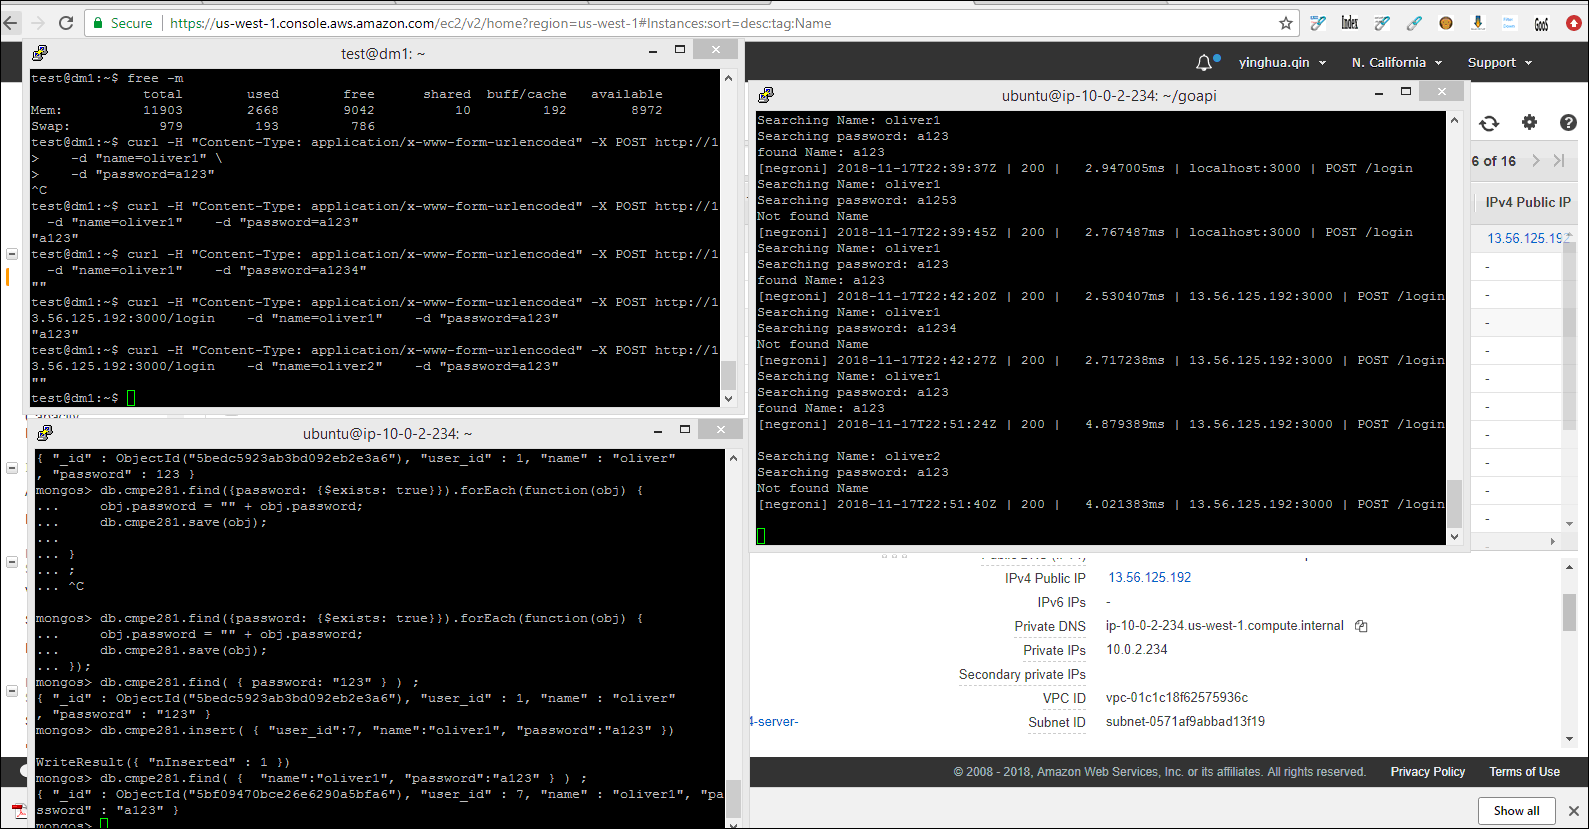 Secure https://us-west-1.console.aws.amazon.com/ec2/v2/home?region=us-west-1#Instances:sort=desc:tag:Name
Index
GooS
yinghua.qin
N. California
Support
6 of 16
IPv4 Public IP
13.56.125.192
-
-
-
-
-
-
-
-
-
-
-
test@dm1: ~
test@dm1:~$ free -m
total used free shared buff/cache available
Mem: 11903 2668 9042 10 192 8972
Swap: 979 193 786
test@dm1:~$ curl -H "Content-Type: application/x-www-form-urlencoded" -X POST http://1
> -d "name=oliver1" \
> -d "password=a123"
^C
test@dm1:~$ curl -H "Content-Type: application/x-www-form-urlencoded" -X POST http://1
-d "name=oliver1" -d "password=a123"
"a123"
test@dm1:~$ curl -H "Content-Type: application/x-www-form-urlencoded" -X POST http://1
-d "name=oliver1" -d "password=a1234"
""
test@dm1:~$ curl -H "Content-Type: application/x-www-form-urlencoded" -X POST http://1
3.56.125.192:3000/login -d "name=oliver1" -d "password=a123"
"a123"
test@dm1:~$ curl -H "Content-Type: application/x-www-form-urlencoded" -X POST http://1
3.56.125.192:3000/login -d "name=oliver2" -d "password=a123"
""
test@dm1:~$
ubuntu@ip-10-0-2-234: ~/goapi
Searching Name: oliver1
Searching password: a123
found Name: a123
[negroni] 2018-11-17T22:39:37Z | 200 | 2.947005ms | localhost:3000 | POST /login
Searching Name: oliver1
Searching password: a1253
Not found Name
[negroni] 2018-11-17T22:39:45Z | 200 | 2.767487ms | localhost:3000 | POST /login
Searching Name: oliver1
Searching password: a123
found Name: a123
[negroni] 2018-11-17T22:42:20Z | 200 | 2.530407ms | 13.56.125.192:3000 | POST /login
Searching Name: oliver1
Searching password: a1234
Not found Name
[negroni] 2018-11-17T22:42:27Z | 200 | 2.717238ms | 13.56.125.192:3000 | POST /login
Searching Name: oliver1
Searching password: a123
found Name: a123
[negroni] 2018-11-17T22:51:24Z | 200 | 4.879389ms | 13.56.125.192:3000 | POST /login
Searching Name: oliver2
Searching password: a123
Not found Name
[negroni] 2018-11-17T22:51:40Z | 200 | 4.021383ms | 13.56.125.192:3000 | POST /login
ubuntu@ip-10-0-2-234: ~
{ "_id" : ObjectId("5bedc5923ab3bd092eb2e3a6"), "user_id" : 1, "name" : "oliver"
, "password" : 123 }
mongos> db.cmpe281.find({password: {$exists: true}}).forEach(function(obj) {
... obj.password = "" + obj.password;
... db.cmpe281.save(obj);
...
... }
... ;
... ^C
mongos> db.cmpe281.find({password: {$exists: true}}).forEach(function(obj) {
... obj.password = "" + obj.password;
... db.cmpe281.save(obj);
... });
mongos> db.cmpe281.find( { password: "123" } ) ;
{ "_id" : ObjectId("5bedc5923ab3bd092eb2e3a6"), "user_id" : 1, "name" : "oliver"
, "password" : "123" }
mongos> db.cmpe281.insert( { "user_id":7, "name":"oliver1", "password":"a123" })
WriteResult({ "nInserted" : 1 })
mongos> db.cmpe281.find( { "name":"oliver1", "password":"a123" } ) ;
{ "_id" : ObjectId("5bf09470bce26e6290a5bfa6"), "user_id" : 7, "name" : "oliver1", "pa
ssword" : "a123" }
mongos>
IPv4 Public IP 13.56.125.192
IPv6 IPs -
Private DNS ip-10-0-2-234.us-west-1.compute.internal
Private IPs 10.0.2.234
Secondary private IPs
VPC ID vpc-01c1c18f62575936c
4-server-
Subnet ID subnet-0571af9abbad13f19
© 2008 - 2018, Amazon Web Services, Inc. or its affiliates. All rights reserved. Privacy Policy Terms of Use
Show all